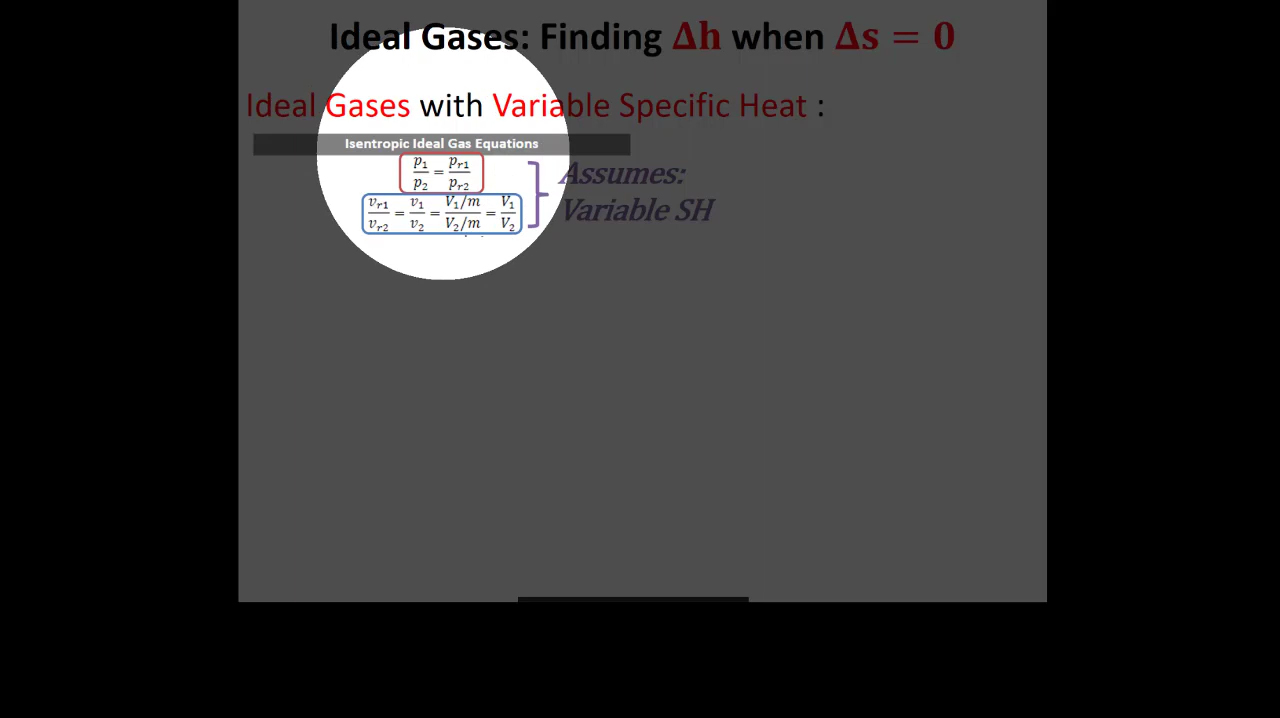 Ideal Gases: Finding Δh when Δs = 0
Ideal Gases with Variable Specific Heat :
Isentropic Ideal Gas Equations
p₁/p₂ = pᵣ₁/pᵣ₂
vᵣ₁/vᵣ₂ = v₁/v₂ = (V₁/m)/(V₂/m) = V₁/V₂
Assumes:
Variable SH